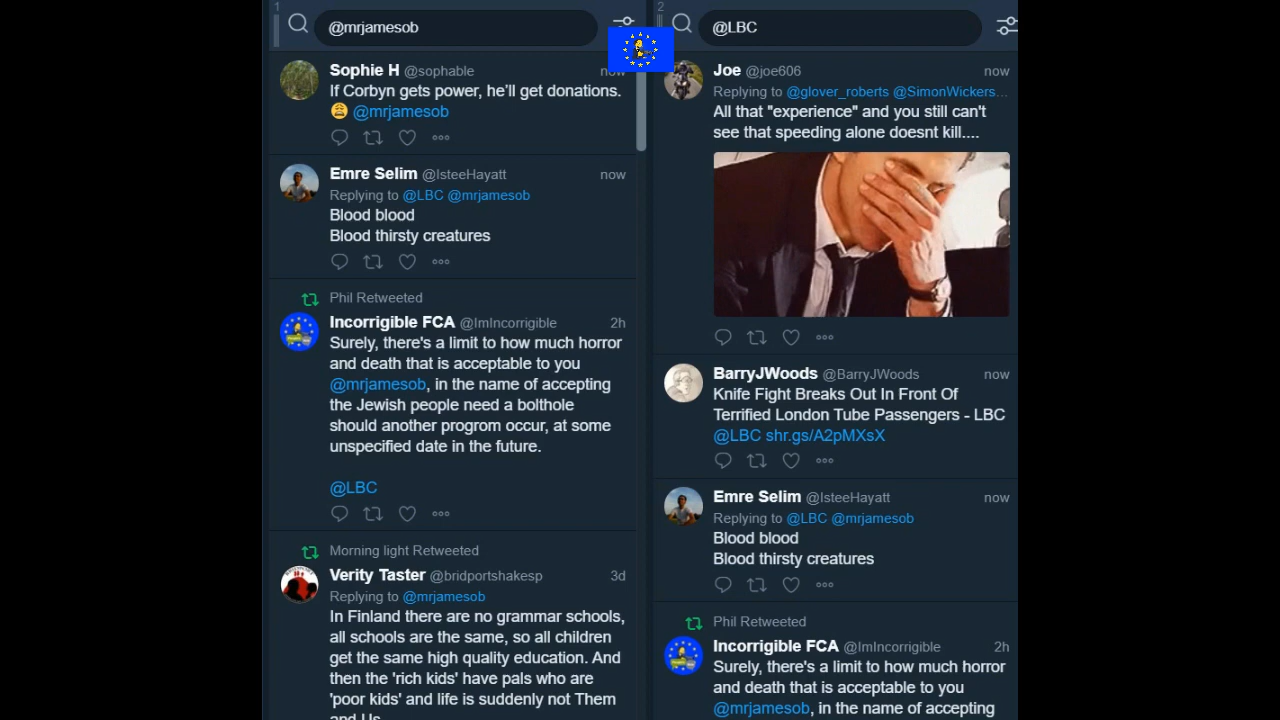 1
@mrjamesob
Sophie H @sophable now
If Corbyn gets power, he'll get donations.
😩 @mrjamesob
Emre Selim @IsteeHayatt now
Replying to @LBC @mrjamesob
Blood blood
Blood thirsty creatures
Phil Retweeted
Incorrigible FCA @ImIncorrigible 2h
Surely, there's a limit to how much horror
and death that is acceptable to you
@mrjamesob, in the name of accepting
the Jewish people need a bolthole
should another progrom occur, at some
unspecified date in the future.
@LBC
Morning light Retweeted
Verity Taster @bridportshakesp 3d
Replying to @mrjamesob
In Finland there are no grammar schools,
all schools are the same, so all children
get the same high quality education. And
then the 'rich kids' have pals who are
'poor kids' and life is suddenly not Them
and Us
2
@LBC
Joe @joe606 now
Replying to @glover_roberts @SimonWickers...
All that "experience" and you still can't
see that speeding alone doesnt kill....
BarryJWoods @BarryJWoods now
Knife Fight Breaks Out In Front Of
Terrified London Tube Passengers - LBC
@LBC shr.gs/A2pMXsX
Emre Selim @IsteeHayatt now
Replying to @LBC @mrjamesob
Blood blood
Blood thirsty creatures
Phil Retweeted
Incorrigible FCA @ImIncorrigible 2h
Surely, there's a limit to how much horror
and death that is acceptable to you
@mrjamesob, in the name of accepting